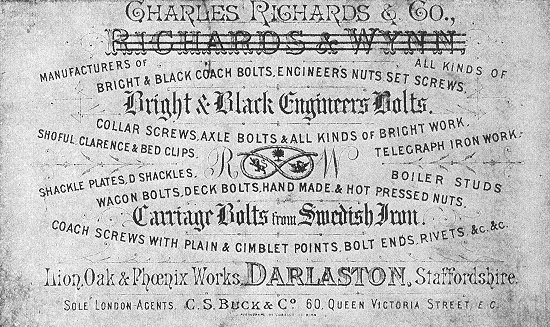 CHARLES RICHARDS & CO.,
RICHARDS & WYNN,
MANUFACTURERS OF ALL KINDS OF
BRIGHT & BLACK COACH BOLTS, ENGINEERS NUTS, SET SCREWS,
Bright & Black Engineers Bolts.
COLLAR SCREWS, AXLE BOLTS & ALL KINDS OF BRIGHT WORK.
SHOFUL, CLARENCE & BED CLIPS. TELEGRAPH IRON WORK.
R W
SHACKLE PLATES, D SHACKLES. BOILER STUDS
WAGON BOLTS, DECK BOLTS, HAND MADE & HOT PRESSED NUTS,
Carriage Bolts from Swedish Iron.
COACH SCREWS WITH PLAIN & GIMBLET POINTS, BOLT ENDS, RIVETS &c. &c.
Lion, Oak & Phœnix Works, DARLASTON, Staffordshire.
SOLE LONDON AGENTS, C. S. BUCK & Co. 60, QUEEN VICTORIA STREET, E.C.